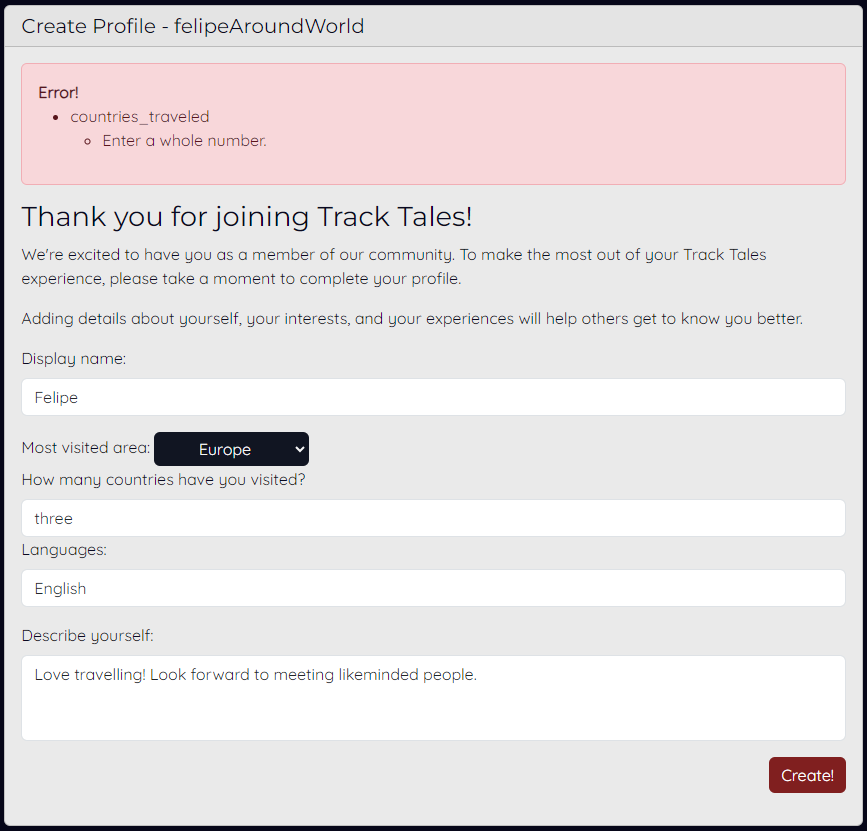 Create Profile - felipeAroundWorld
Error!
countries_traveled
Enter a whole number.
Thank you for joining Track Tales!
We're excited to have you as a member of our community. To make the most out of your Track Tales
experience, please take a moment to complete your profile.
Adding details about yourself, your interests, and your experiences will help others get to know you better.
Display name:
Felipe
Most visited area: Europe
How many countries have you visited?
three
Languages:
English
Describe yourself:
Love travelling! Look forward to meeting likeminded people.
Create!